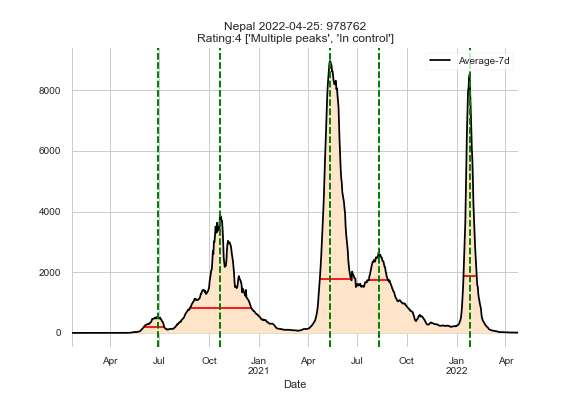 Nepal 2022-04-25: 978762
Rating:4 ['Multiple peaks', 'In control']
Average-7d
8000
6000
4000
2000
0
Apr Jul Oct Jan Apr Jul Oct Jan Apr
2021 2022
Date